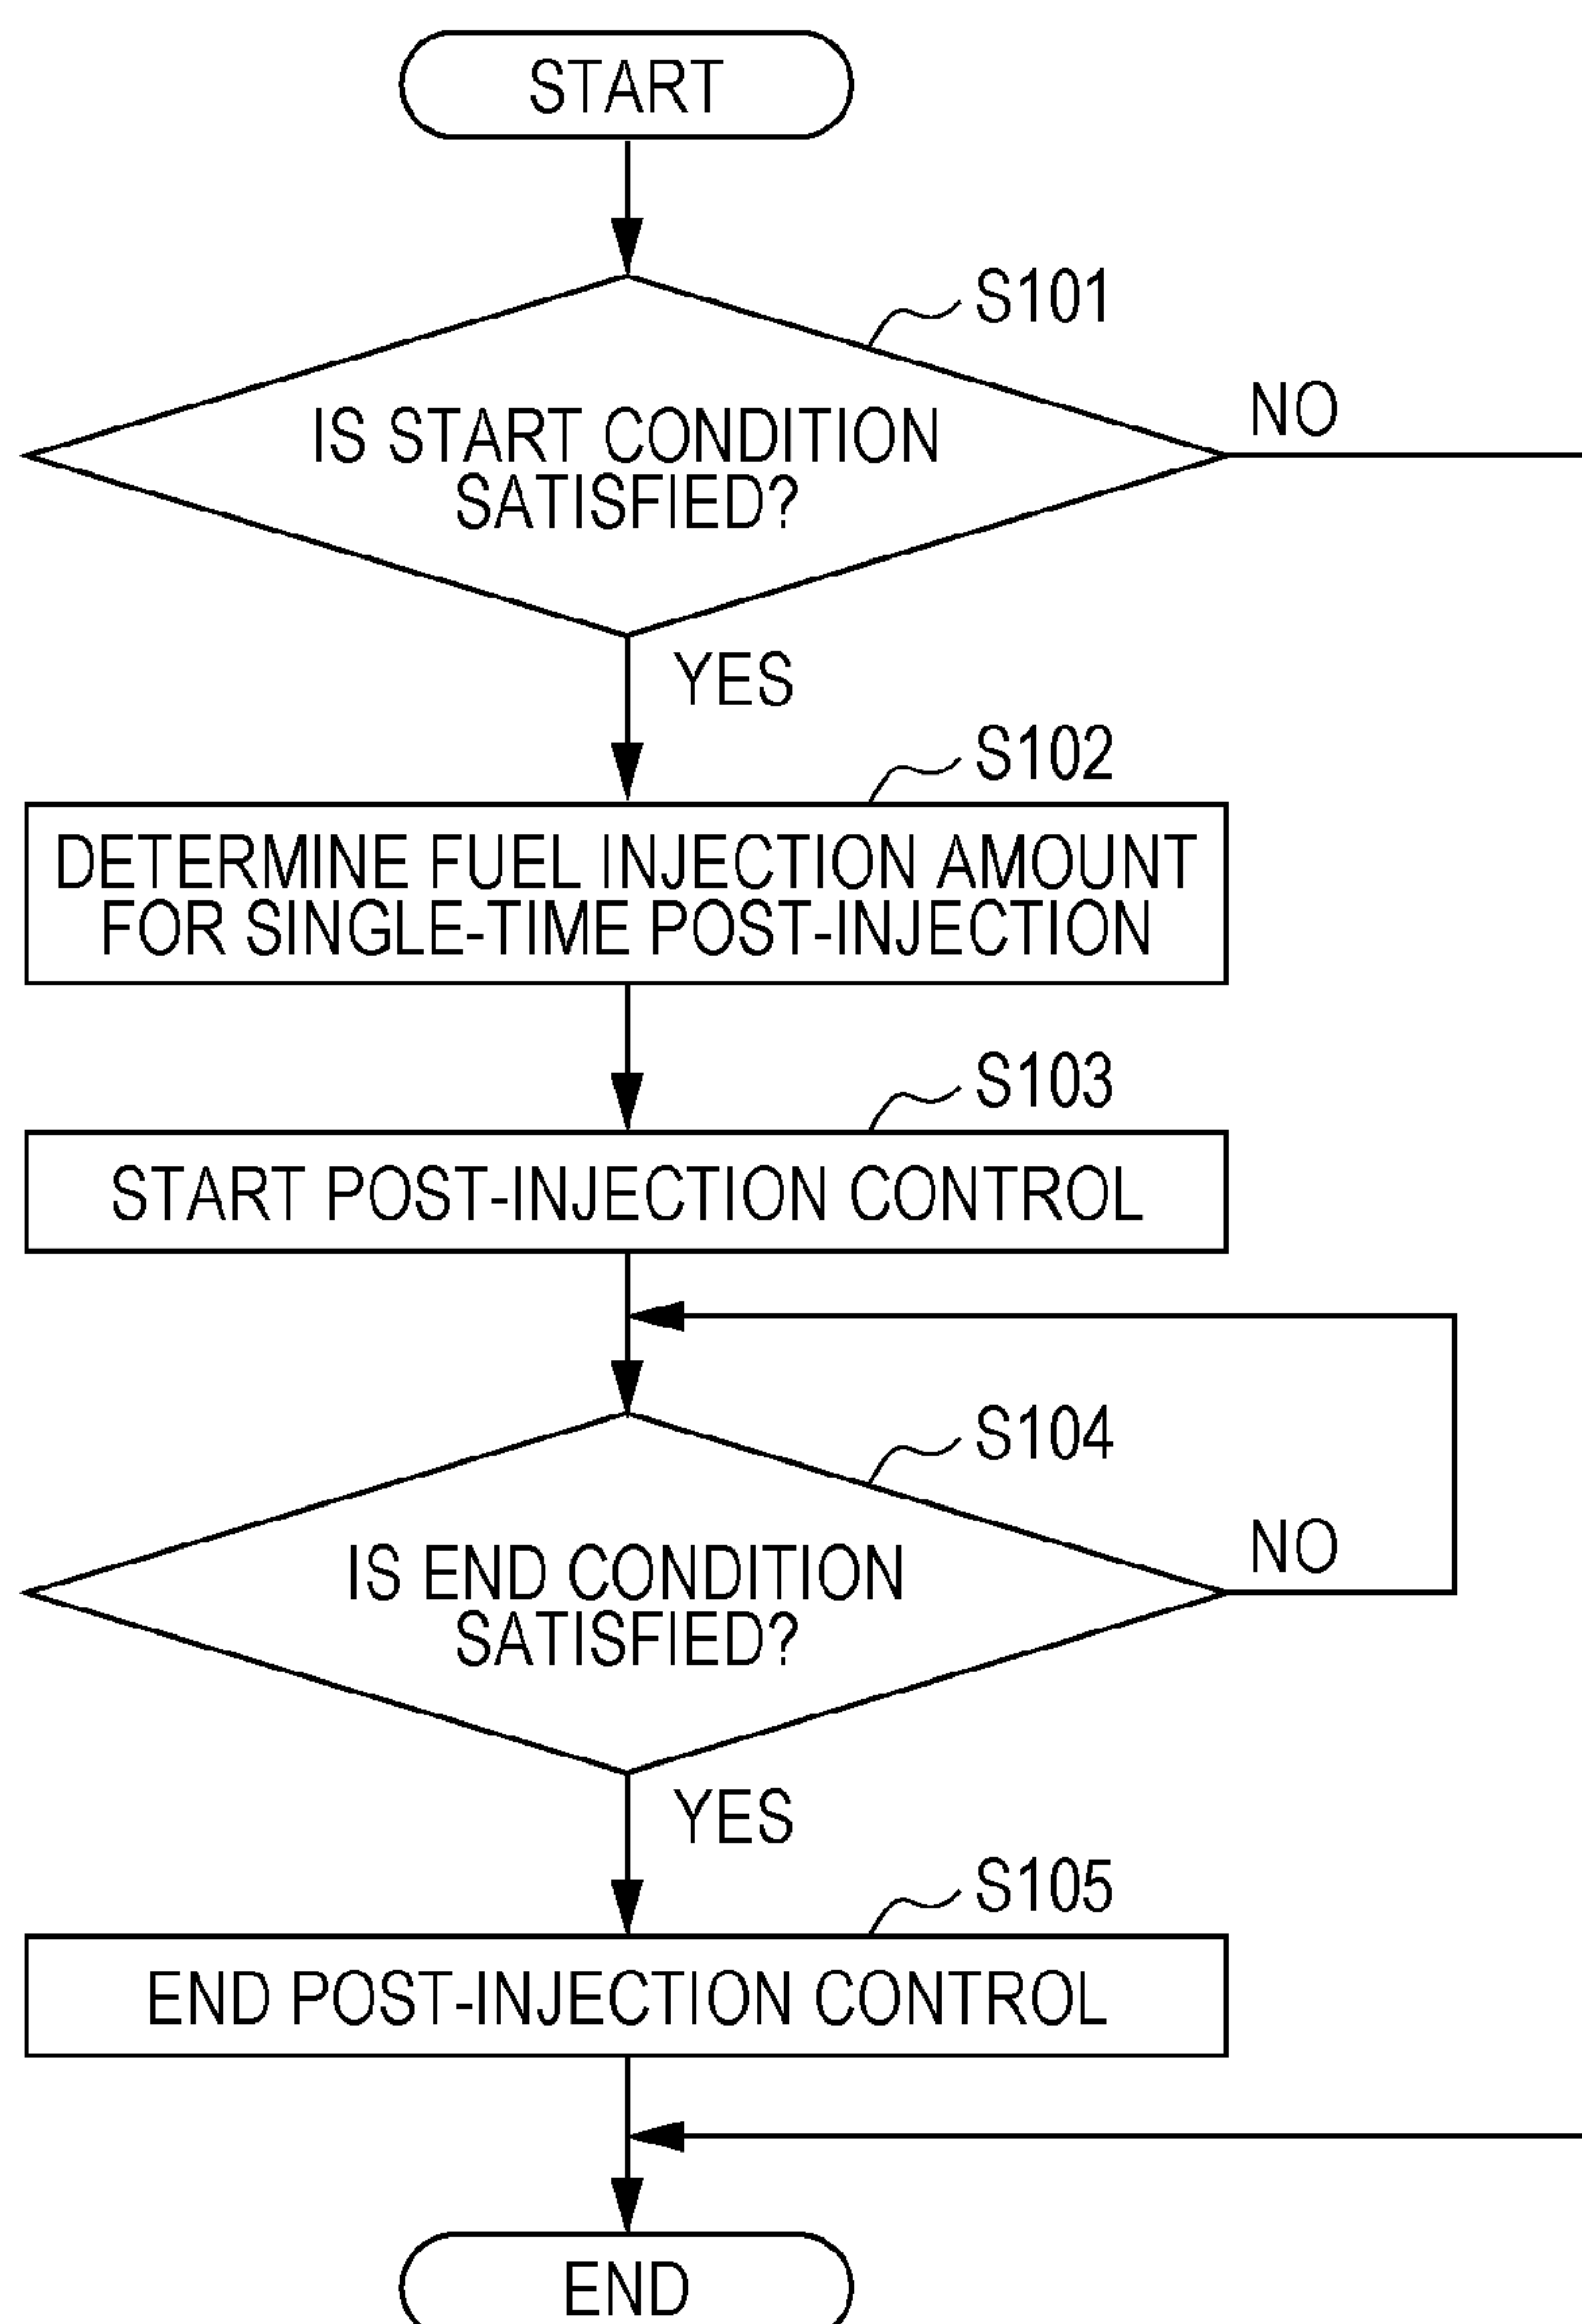 START
S101
IS START CONDITION
SATISFIED?
NO
YES
S102
DETERMINE FUEL INJECTION AMOUNT
FOR SINGLE-TIME POST-INJECTION
S103
START POST-INJECTION CONTROL
S104
IS END CONDITION
SATISFIED?
NO
YES
S105
END POST-INJECTION CONTROL
END